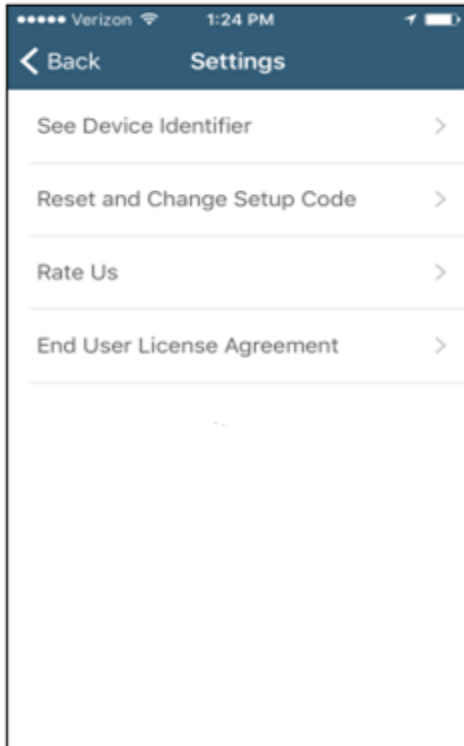 Verizon 1:24 PM
Back Settings
See Device Identifier
Reset and Change Setup Code
Rate Us
End User License Agreement